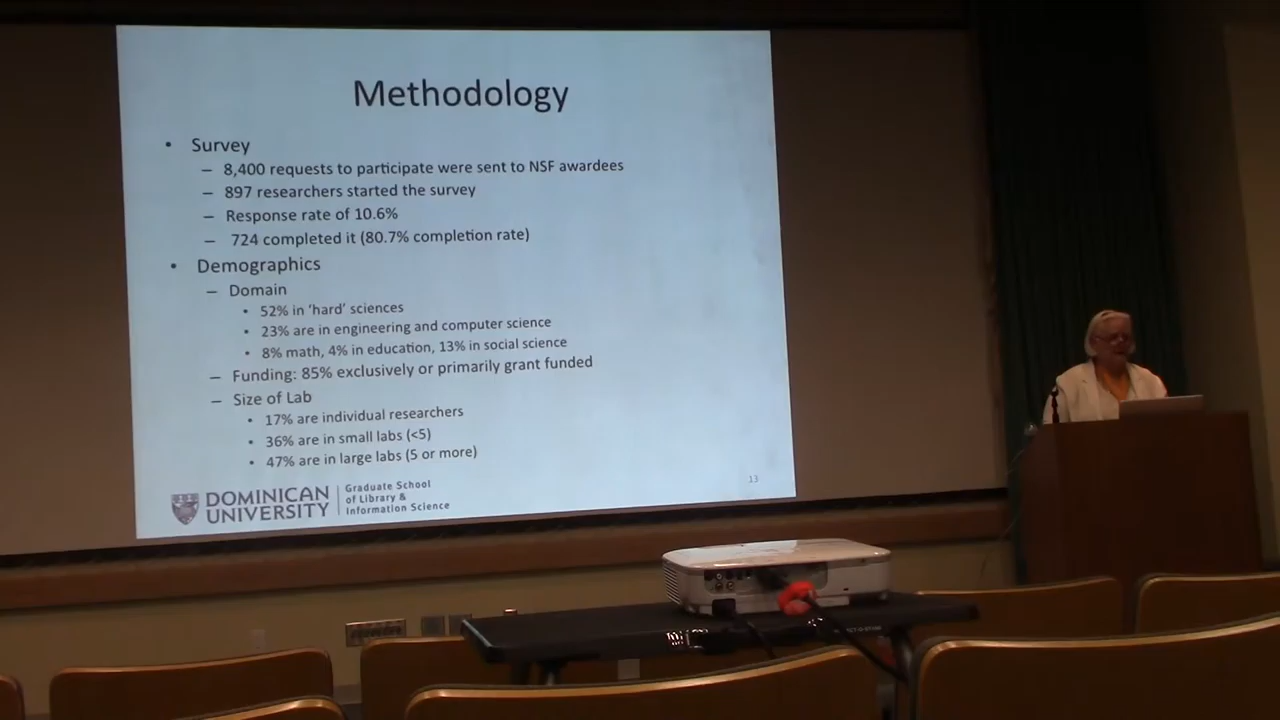 Methodology
• Survey
– 8,400 requests to participate were sent to NSF awardees
– 897 researchers started the survey
– Response rate of 10.6%
– 724 completed it (80.7% completion rate)
• Demographics
– Domain
• 52% in ‘hard’ sciences
• 23% are in engineering and computer science
• 8% math, 4% in education, 13% in social science
– Funding: 85% exclusively or primarily grant funded
– Size of Lab
• 17% are individual researchers
• 36% are in small labs (<5)
• 47% are in large labs (5 or more)
13
DOMINICAN
UNIVERSITY
Graduate School
of Library &
Information Science